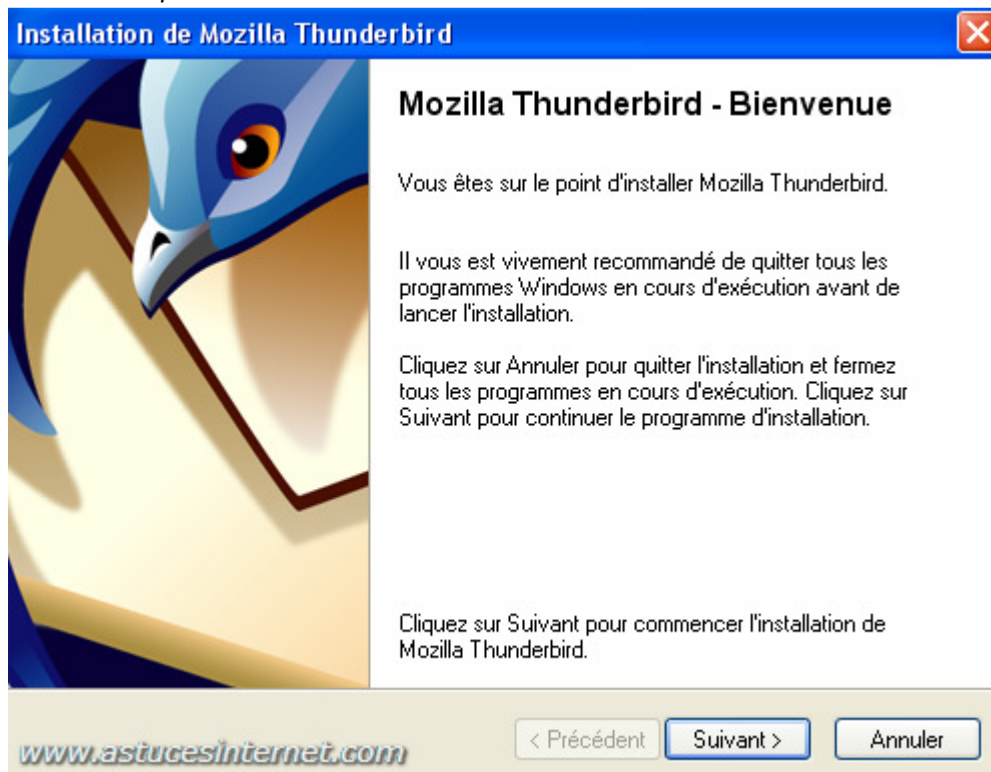 Installation de Mozilla Thunderbird
Mozilla Thunderbird - Bienvenue
Vous êtes sur le point d'installer Mozilla Thunderbird.
Il vous est vivement recommandé de quitter tous les
programmes Windows en cours d'exécution avant de
lancer l'installation.
Cliquez sur Annuler pour quitter l'installation et fermez
tous les programmes en cours d'exécution. Cliquez sur
Suivant pour continuer le programme d'installation.
Cliquez sur Suivant pour commencer l'installation de
Mozilla Thunderbird.
www.astucesinternet.com
< Précédent
Suivant >
Annuler